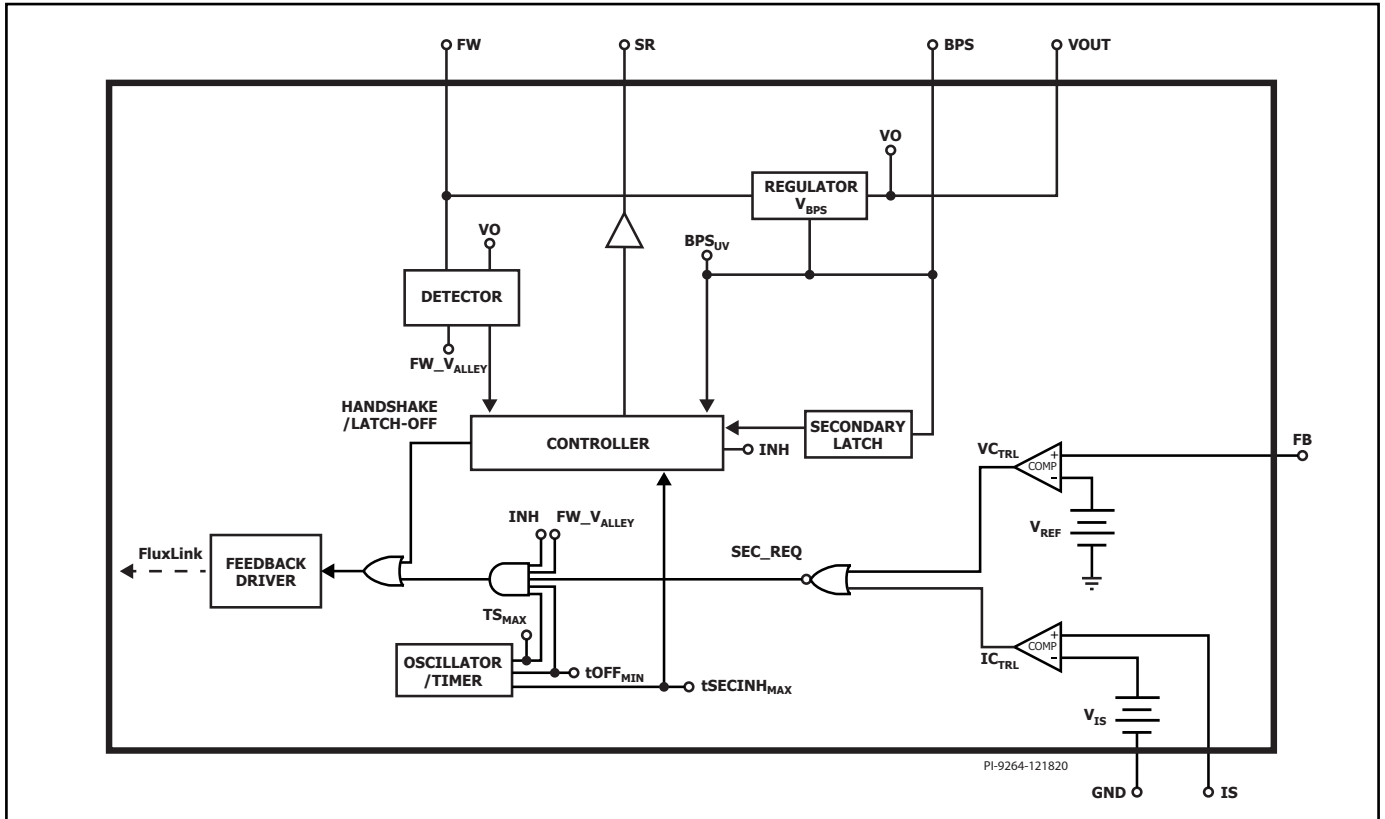 FW
SR
BPS
VOUT
VO
REGULATOR
VBPS
VO
BPSUV
DETECTOR
FW_VALLEY
HANDSHAKE
/LATCH-OFF
CONTROLLER
INH
SECONDARY
LATCH
FB
VCTRL
+
COMP
−
VREF
INH
FW_VALLEY
SEC_REQ
FluxLink
FEEDBACK
DRIVER
TSMAX
OSCILLATOR
/TIMER
tOFFMIN
tSECINHMAX
ICTRL
+
COMP
−
VIS
PI-9264-121820
GND
IS